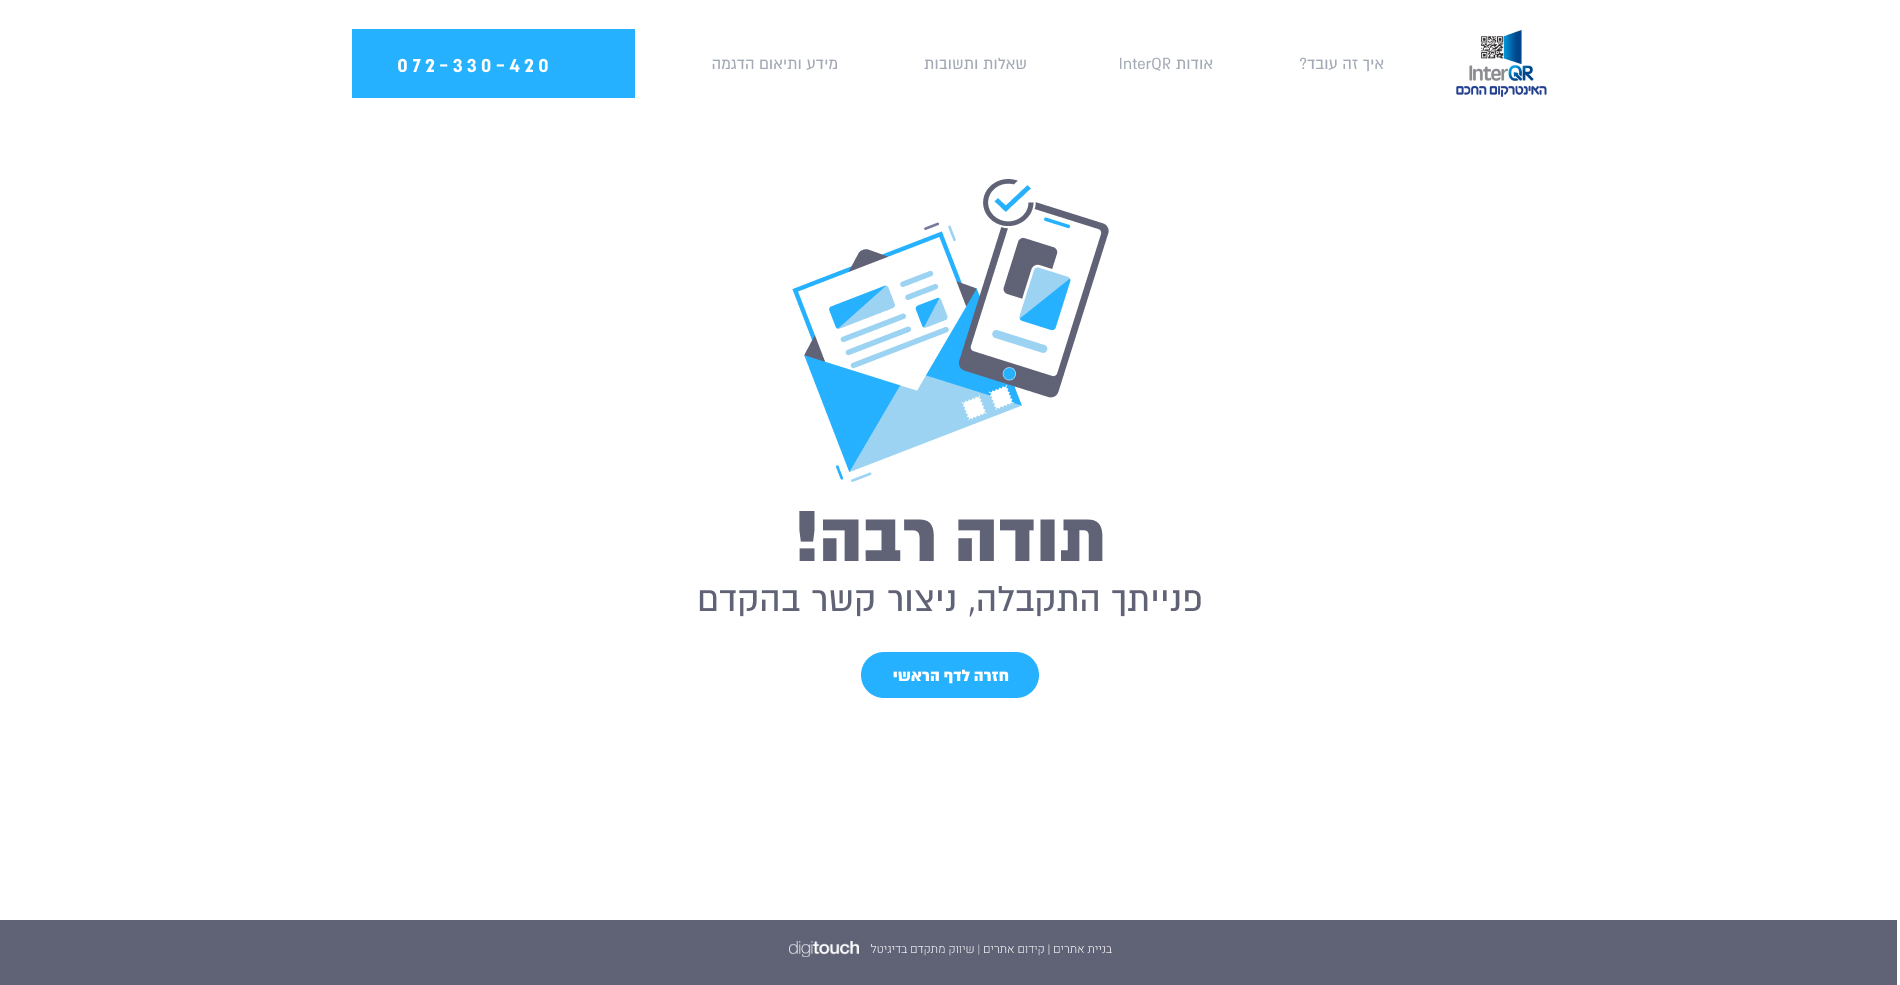 InterQR
האינטרקום החכם
איך זה עובד?
אודות InterQR
שאלות ותשובות
מידע ותיאום הדגמה
072-330-420
תודה רבה!
פנייתך התקבלה, ניצור קשר בהקדם
חזרה לדף הראשי
בניית אתרים | קידום אתרים | שיווק מתקדם בדיגיטל
digitouch